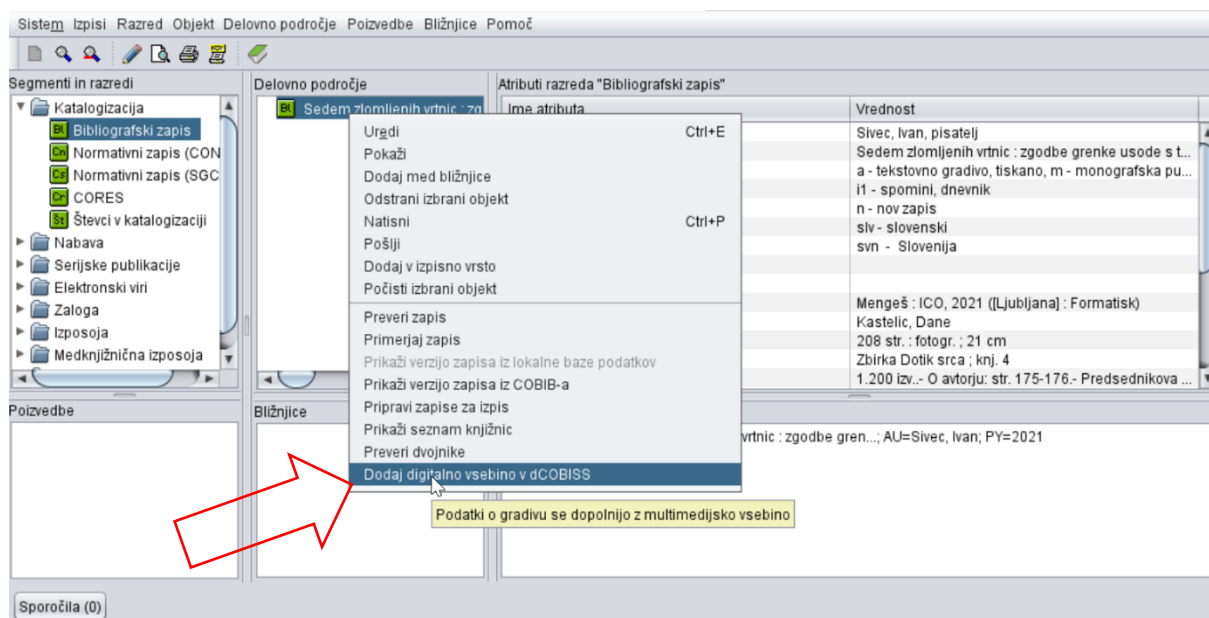 Sistem Izpisi Razred Objekt Delovno področje Poizvedbe Bližnjice Pomoč
Segmenti in razredi
Katalogizacija
Bl Bibliografski zapis
Cn Normativni zapis (CON
Cs Normativni zapis (SGC
Cr CORES
Št Števci v katalogizaciji
Nabava
Serijske publikacije
Elektronski viri
Zaloga
Izposoja
Medknjižnična izposoja
Delovno področje
Bl Sedem zlomljenih vrtnic : zg
Atributi razreda "Bibliografski zapis"
Ime atributa
Vrednost
Sivec, Ivan, pisatelj
Sedem zlomljenih vrtnic : zgodbe grenke usode s t...
a - tekstovno gradivo, tiskano, m - monografska pu...
i1 - spomini, dnevnik
n - nov zapis
slv - slovenski
svn - Slovenija
Mengeš : ICO, 2021 ([Ljubljana] : Formatisk)
Kastelic, Dane
208 str. : fotogr. ; 21 cm
Zbirka Dotik srca ; knj. 4
1.200 izv..- O avtorju: str. 175-176.- Predsednikova ...
Uredi Ctrl+E
Pokaži
Dodaj med bližnjice
Odstrani izbrani objekt
Natisni Ctrl+P
Pošlji
Dodaj v izpisno vrsto
Počisti izbrani objekt
Preveri zapis
Primerjaj zapis
Prikaži verzijo zapisa iz lokalne baze podatkov
Prikaži verzijo zapisa iz COBIB-a
Pripravi zapise za izpis
Prikaži seznam knjižnic
Preveri dvojnike
Dodaj digitalno vsebino v dCOBISS
Podatki o gradivu se dopolnijo z multimedijsko vsebino
Poizvedbe
Bližnjice
vrtnic : zgodbe gren...; AU=Sivec, Ivan; PY=2021
Sporočila (0)